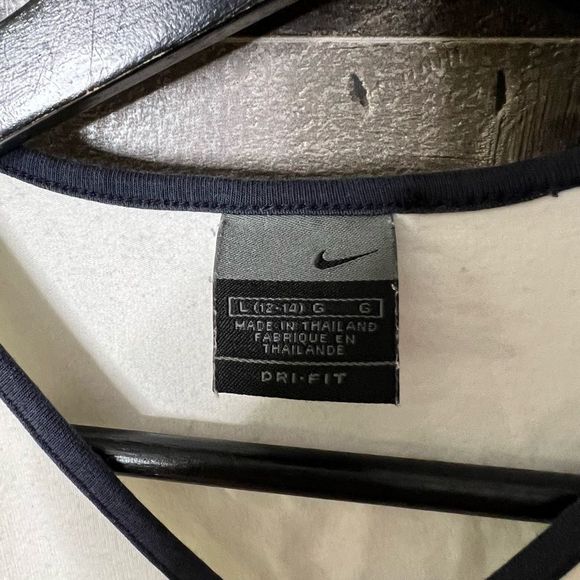 L (12-14) G G
MADE IN THAILAND
FABRIQUE EN
THAILANDE
DRI-FIT